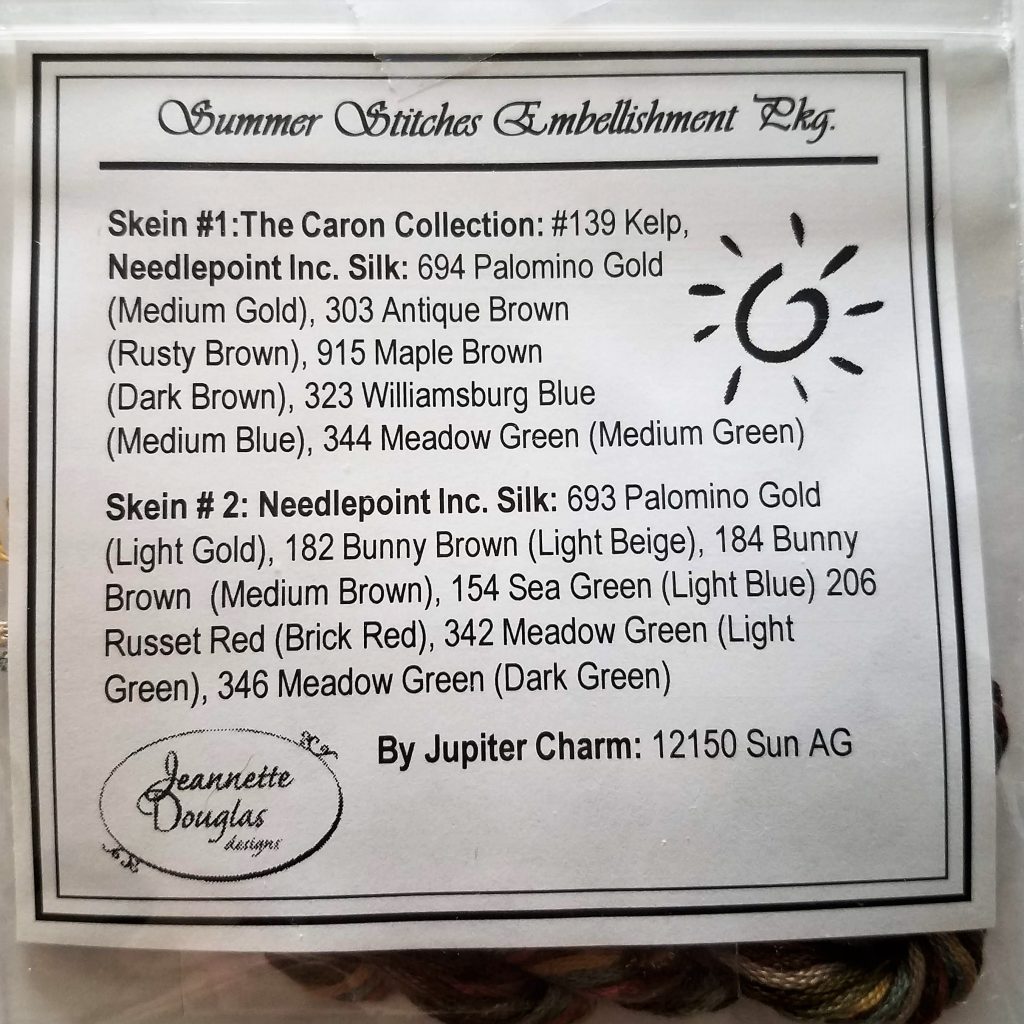 Summer Stitches Embellishment Pkg.
Skein #1:The Caron Collection: #139 Kelp,
Needlepoint Inc. Silk: 694 Palomino Gold
(Medium Gold), 303 Antique Brown
(Rusty Brown), 915 Maple Brown
(Dark Brown), 323 Williamsburg Blue
(Medium Blue), 344 Meadow Green (Medium Green)
Skein # 2: Needlepoint Inc. Silk: 693 Palomino Gold
(Light Gold), 182 Bunny Brown (Light Beige), 184 Bunny
Brown (Medium Brown), 154 Sea Green (Light Blue) 206
Russet Red (Brick Red), 342 Meadow Green (Light
Green), 346 Meadow Green (Dark Green)
By Jupiter Charm: 12150 Sun AG
Jeannette
Douglas
designs